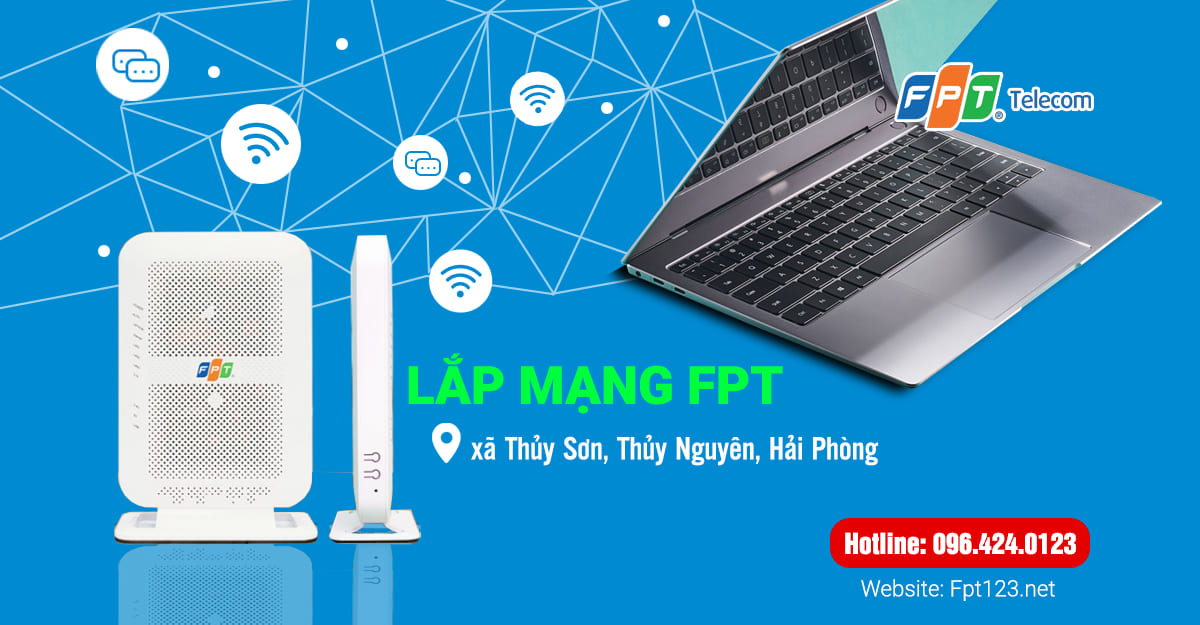 FPT® Telecom
FPT
LẮP MẠNG FPT
xã Thủy Sơn, Thủy Nguyên, Hải Phòng
Hotline: 096.424.0123
Website: Fpt123.net